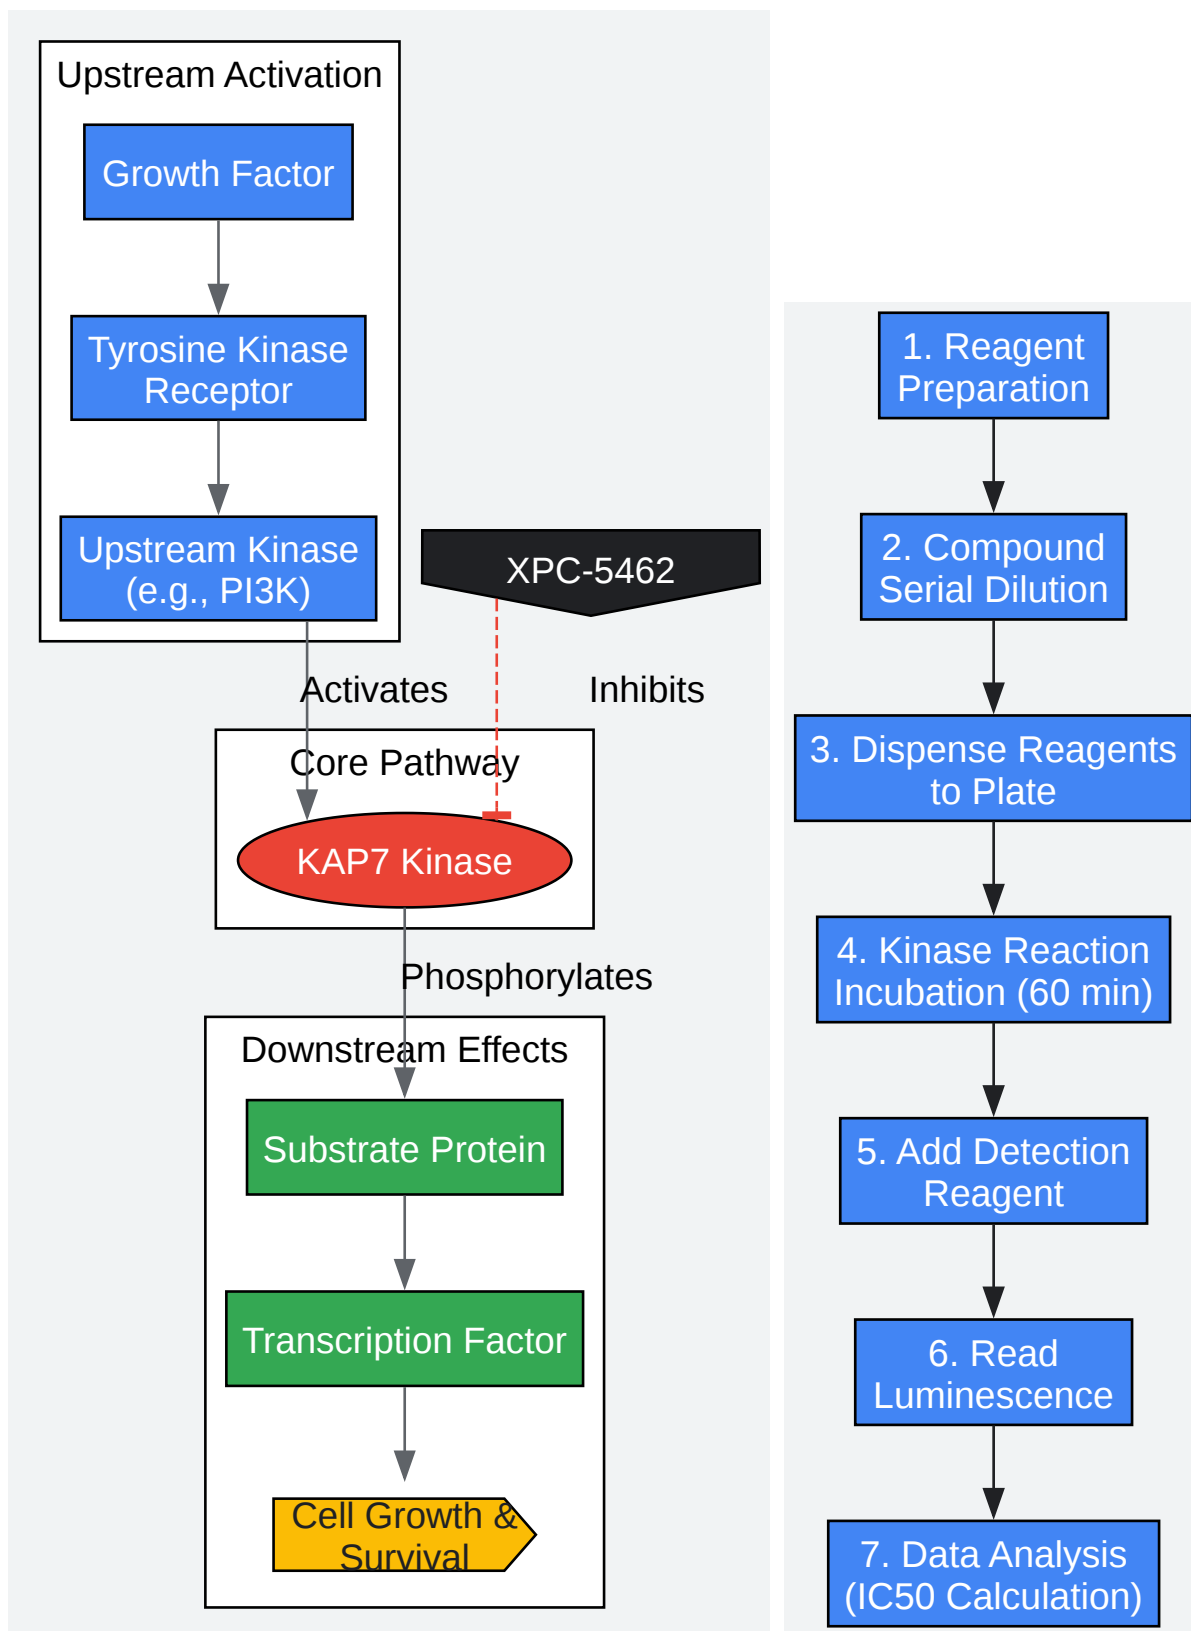 Upstream Activation
Growth Factor
Tyrosine Kinase
Receptor
Upstream Kinase
(e.g., PI3K)
XPC-5462
Activates
Inhibits
Core Pathway
KAP7 Kinase
Phosphorylates
Downstream Effects
Substrate Protein
Transcription Factor
Cell Growth &
Survival
1. Reagent
Preparation
2. Compound
Serial Dilution
3. Dispense Reagents
to Plate
4. Kinase Reaction
Incubation (60 min)
5. Add Detection
Reagent
6. Read
Luminescence
7. Data Analysis
(IC50 Calculation)